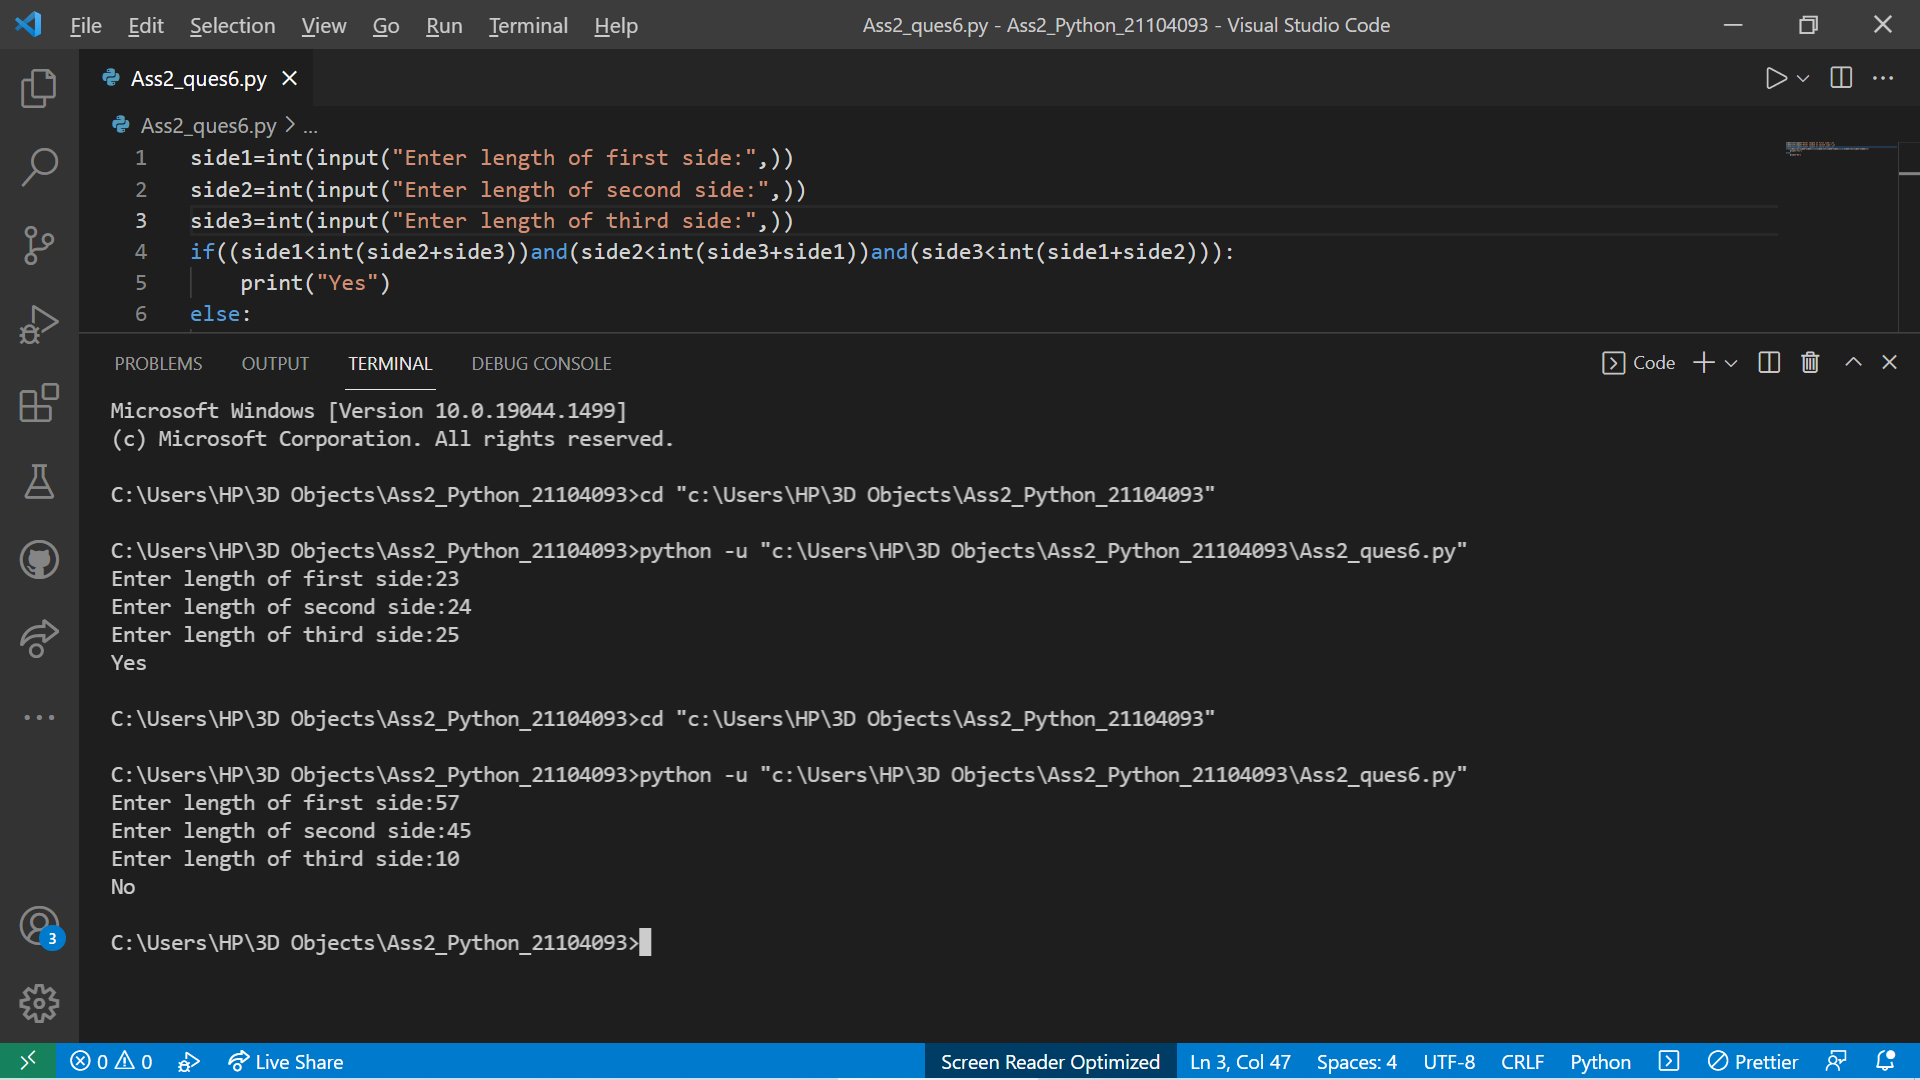 File Edit Selection View Go Run Terminal Help Ass2_ques6.py - Ass2_Python_21104093 - Visual Studio Code
Ass2_ques6.py
Ass2_ques6.py > ...
1 side1=int(input("Enter length of first side:",))
2 side2=int(input("Enter length of second side:",))
3 side3=int(input("Enter length of third side:",))
4 if((side1<int(side2+side3))and(side2<int(side3+side1))and(side3<int(side1+side2))):
5     print("Yes")
6 else:
PROBLEMS OUTPUT TERMINAL DEBUG CONSOLE Code
Microsoft Windows [Version 10.0.19044.1499]
(c) Microsoft Corporation. All rights reserved.
C:\Users\HP\3D Objects\Ass2_Python_21104093>cd "c:\Users\HP\3D Objects\Ass2_Python_21104093"
C:\Users\HP\3D Objects\Ass2_Python_21104093>python -u "c:\Users\HP\3D Objects\Ass2_Python_21104093\Ass2_ques6.py"
Enter length of first side:23
Enter length of second side:24
Enter length of third side:25
Yes
C:\Users\HP\3D Objects\Ass2_Python_21104093>cd "c:\Users\HP\3D Objects\Ass2_Python_21104093"
C:\Users\HP\3D Objects\Ass2_Python_21104093>python -u "c:\Users\HP\3D Objects\Ass2_Python_21104093\Ass2_ques6.py"
Enter length of first side:57
Enter length of second side:45
Enter length of third side:10
No
C:\Users\HP\3D Objects\Ass2_Python_21104093>
3
0 0 Live Share Screen Reader Optimized Ln 3, Col 47 Spaces: 4 UTF-8 CRLF Python Prettier